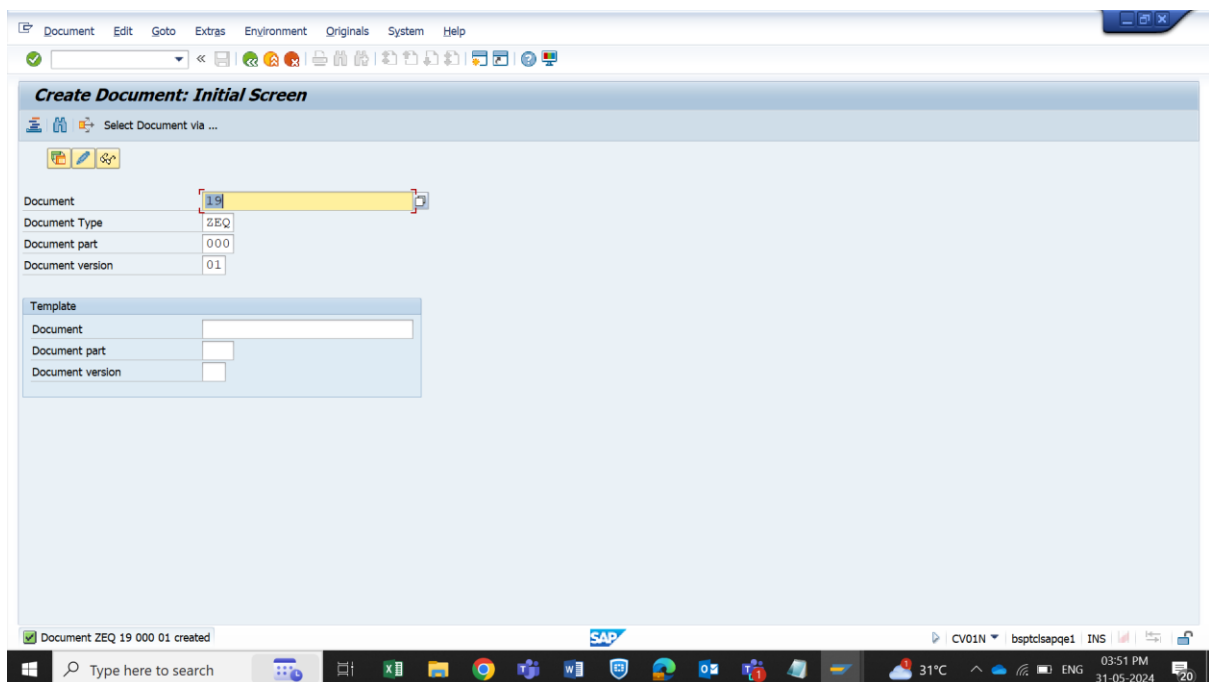 Document Edit Goto Extras Environment Originals System Help
Create Document: Initial Screen
Select Document via ...
Document 19
Document Type ZEQ
Document part 000
Document version 01
Template
Document
Document part
Document version
Document ZEQ 19 000 01 created SAP CV01N bsptclsapqe1 INS
Type here to search 31°C ENG 03:51 PM
31-05-2024 20